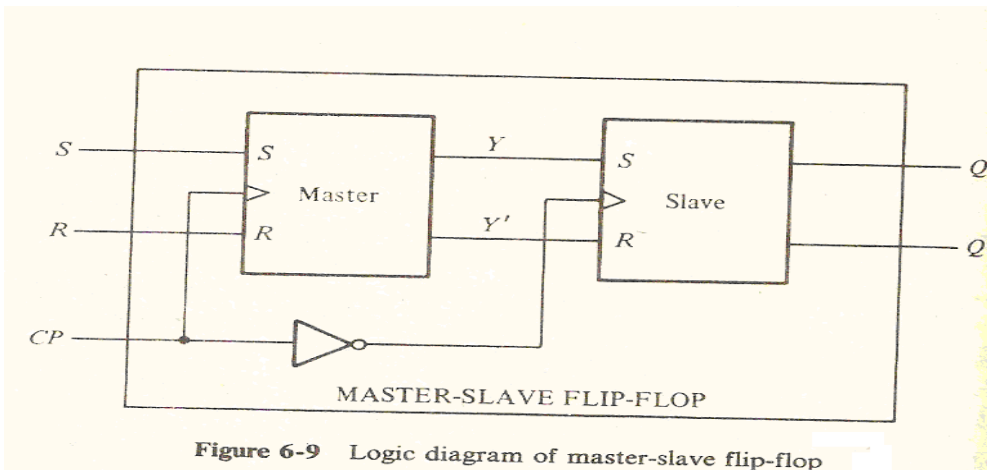 S
S
Master
R
R
Y
Y'
S
Slave
R
Q
Q
CP
MASTER-SLAVE FLIP-FLOP
Figure 6-9 Logic diagram of master-slave flip-flop